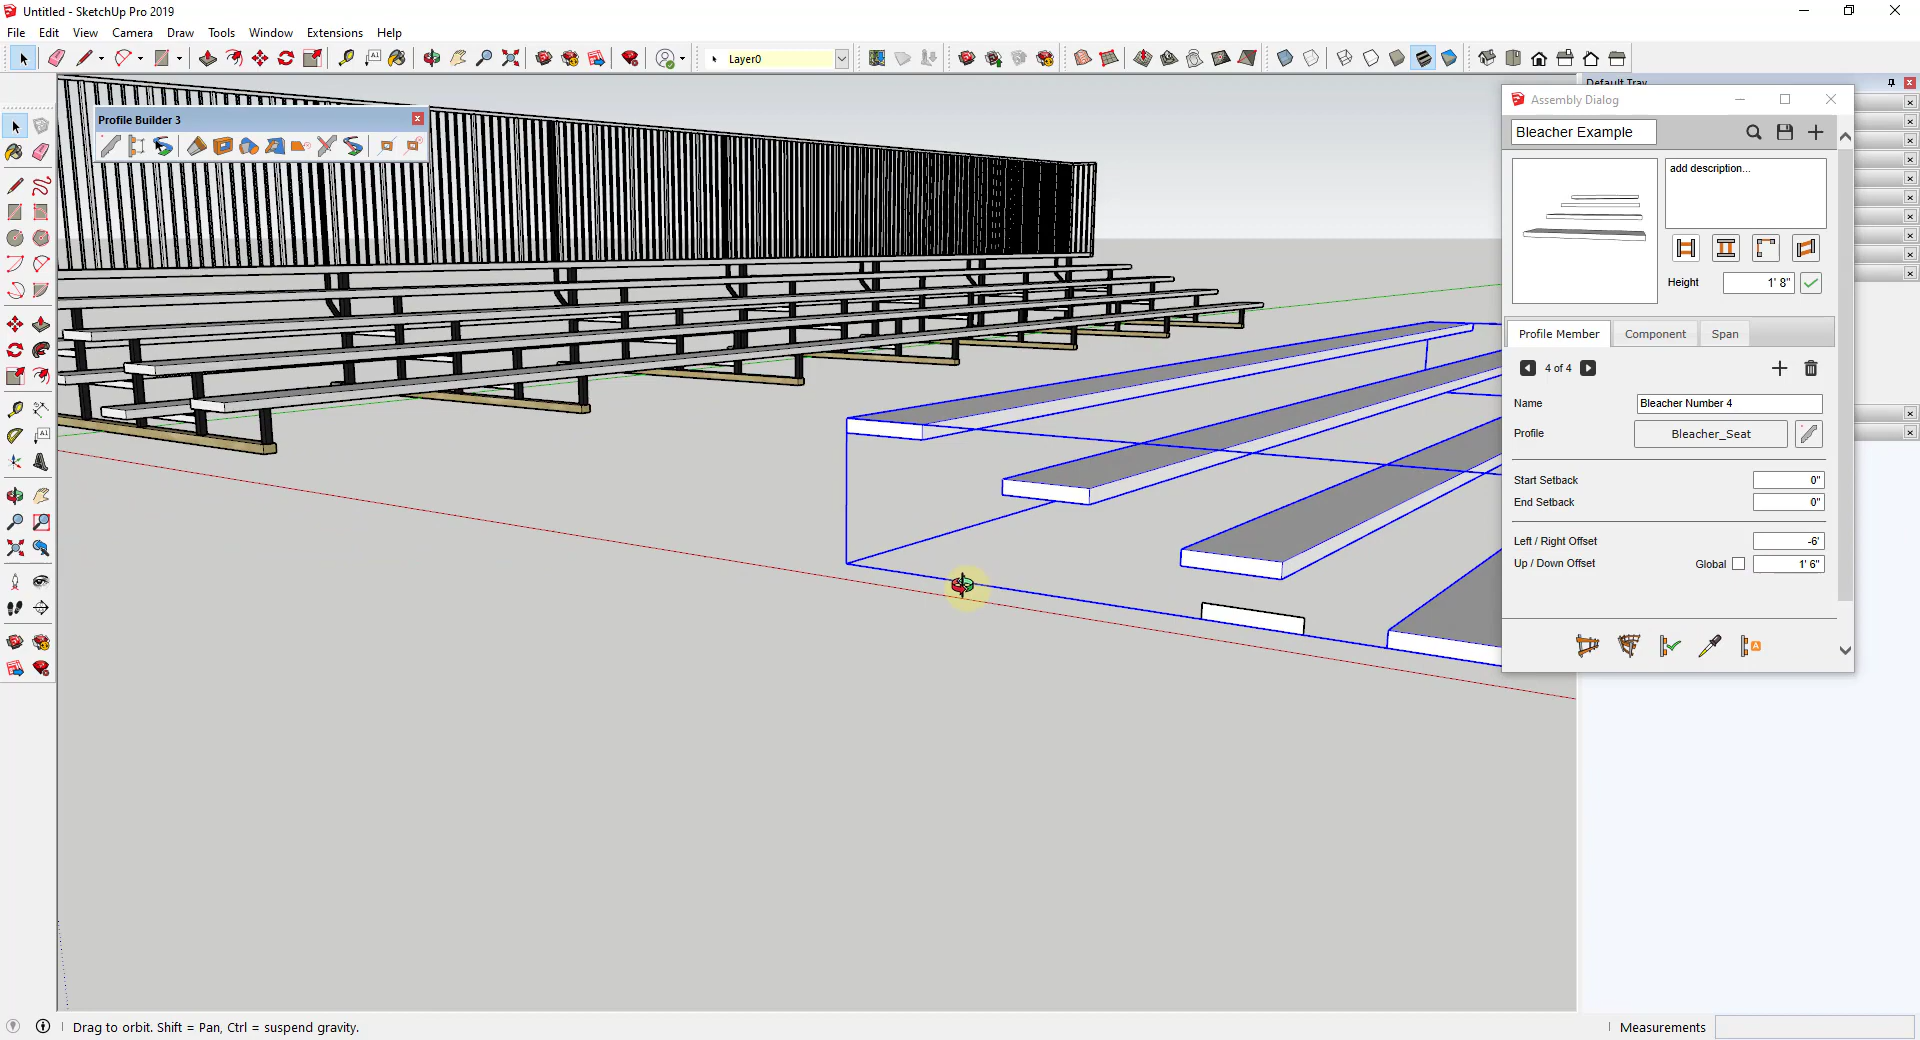 Untitled - SketchUp Pro 2019
File Edit View Camera Draw Tools Window Extensions Help
Layer0
Default Tray
Profile Builder 3
Assembly Dialog
Bleacher Example
add description...
Height 1' 8"
Profile Member Component Span
4 of 4
Name Bleacher Number 4
Profile Bleacher_Seat
Start Setback 0"
End Setback 0"
Left / Right Offset -6'
Up / Down Offset Global 1' 6"
Drag to orbit. Shift = Pan, Ctrl = suspend gravity.
Measurements